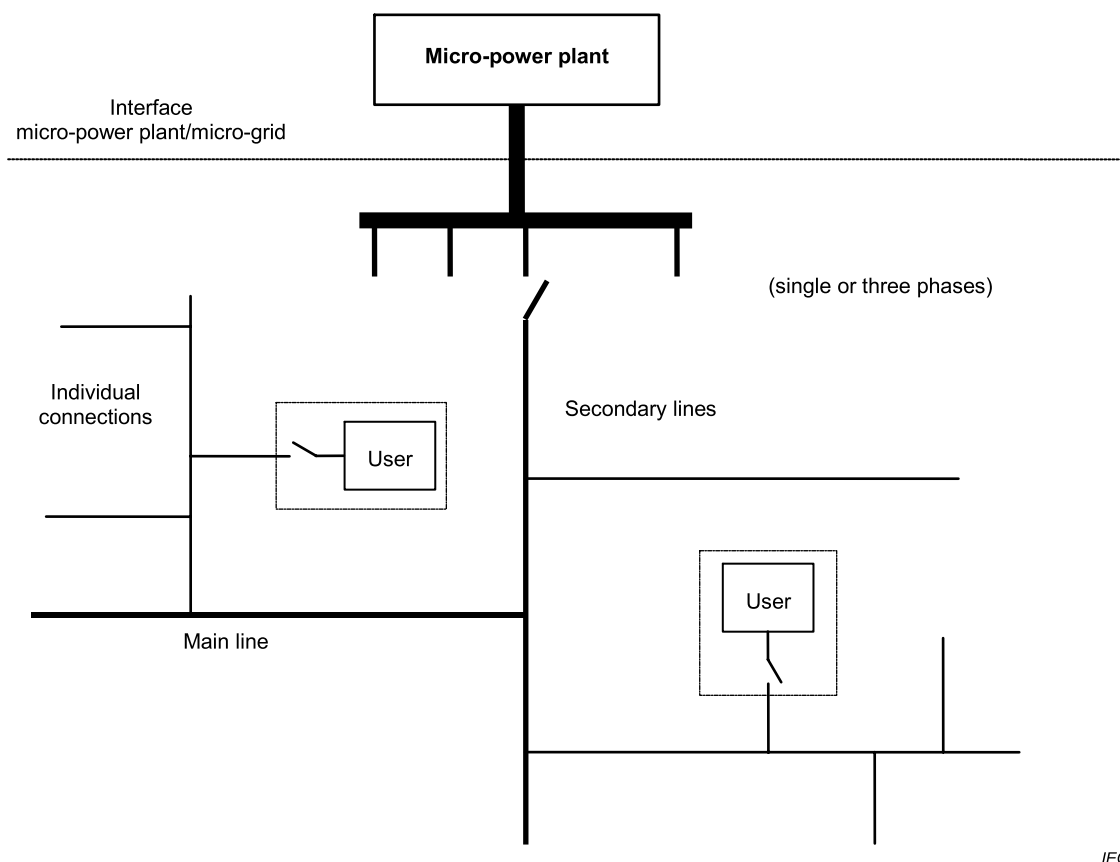 Micro-power plant
Interface
micro-power plant/micro-grid
(single or three phases)
Individual
connections
Secondary lines
User
User
Main line